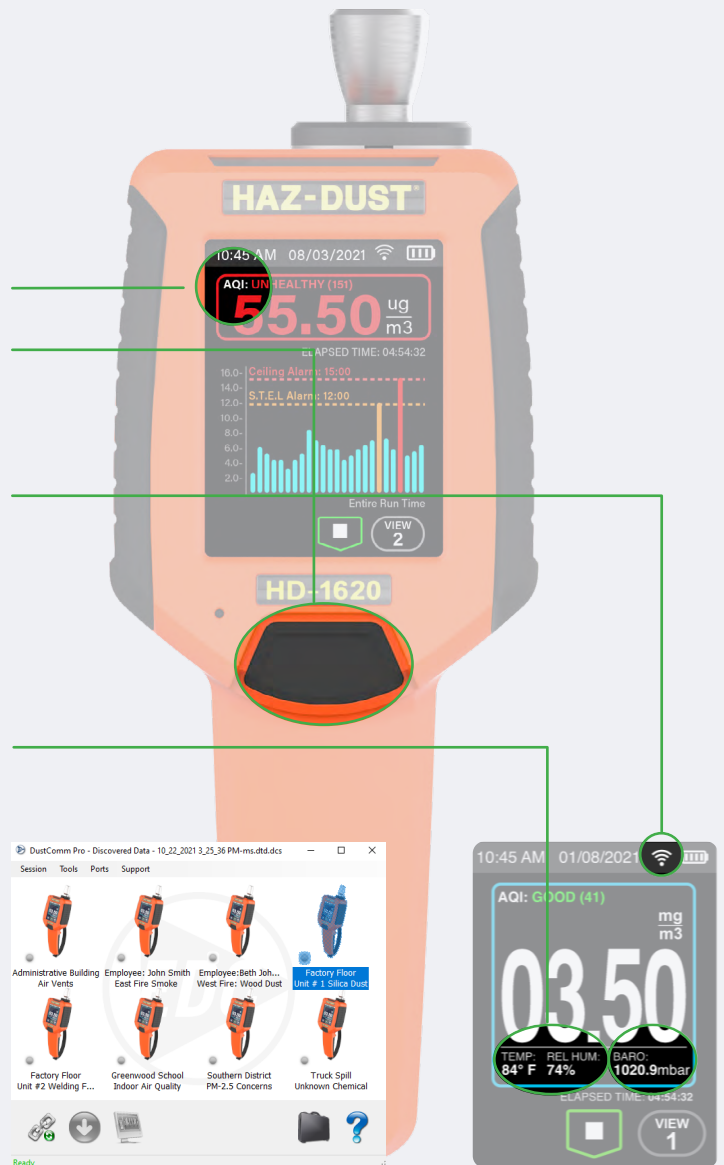 HAZ-DUST®
10:45 AM 08/03/2021
AQI: UNHEALTHY (151)
55.50 ug
m3
ELAPSED TIME: 04:54:32
16.0-
Ceiling Alarm: 15:00
14.0-
S.T.E.L Alarm: 12:00
12.0-
10.0-
8.0-
6.0-
4.0-
2.0-
Entire Run Time
VIEW
2
HD-1620
DustComm Pro - Discovered Data - 10_22_2021 3_25_36 PM-ms.dtd.dcs
Session Tools Ports Support
Administrative Building
Air Vents
Employee: John Smith
East Fire Smoke
Employee:Beth Joh...
West Fire: Wood Dust
Factory Floor
Unit # 1 Silica Dust
Factory Floor
Unit #2 Welding F...
Greenwood School
Indoor Air Quality
Southern District
PM-2.5 Concerns
Truck Spill
Unknown Chemical
Ready
10:45 AM 01/08/2021
AQI: GOOD (41)
mg
m3
03.50
TEMP: REL HUM: BARO:
84° F 74% 1020.9mbar
ELAPSED TIME: 04:54:32
VIEW
1